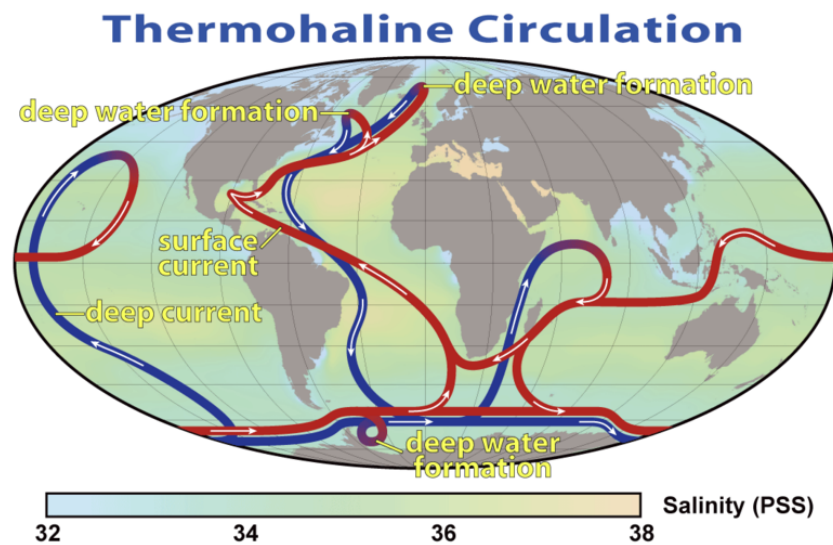 Thermohaline Circulation
deep water formation
deep water formation
surface
current
deep current
deep water
formation
Salinity (PSS)
32 34 36 38